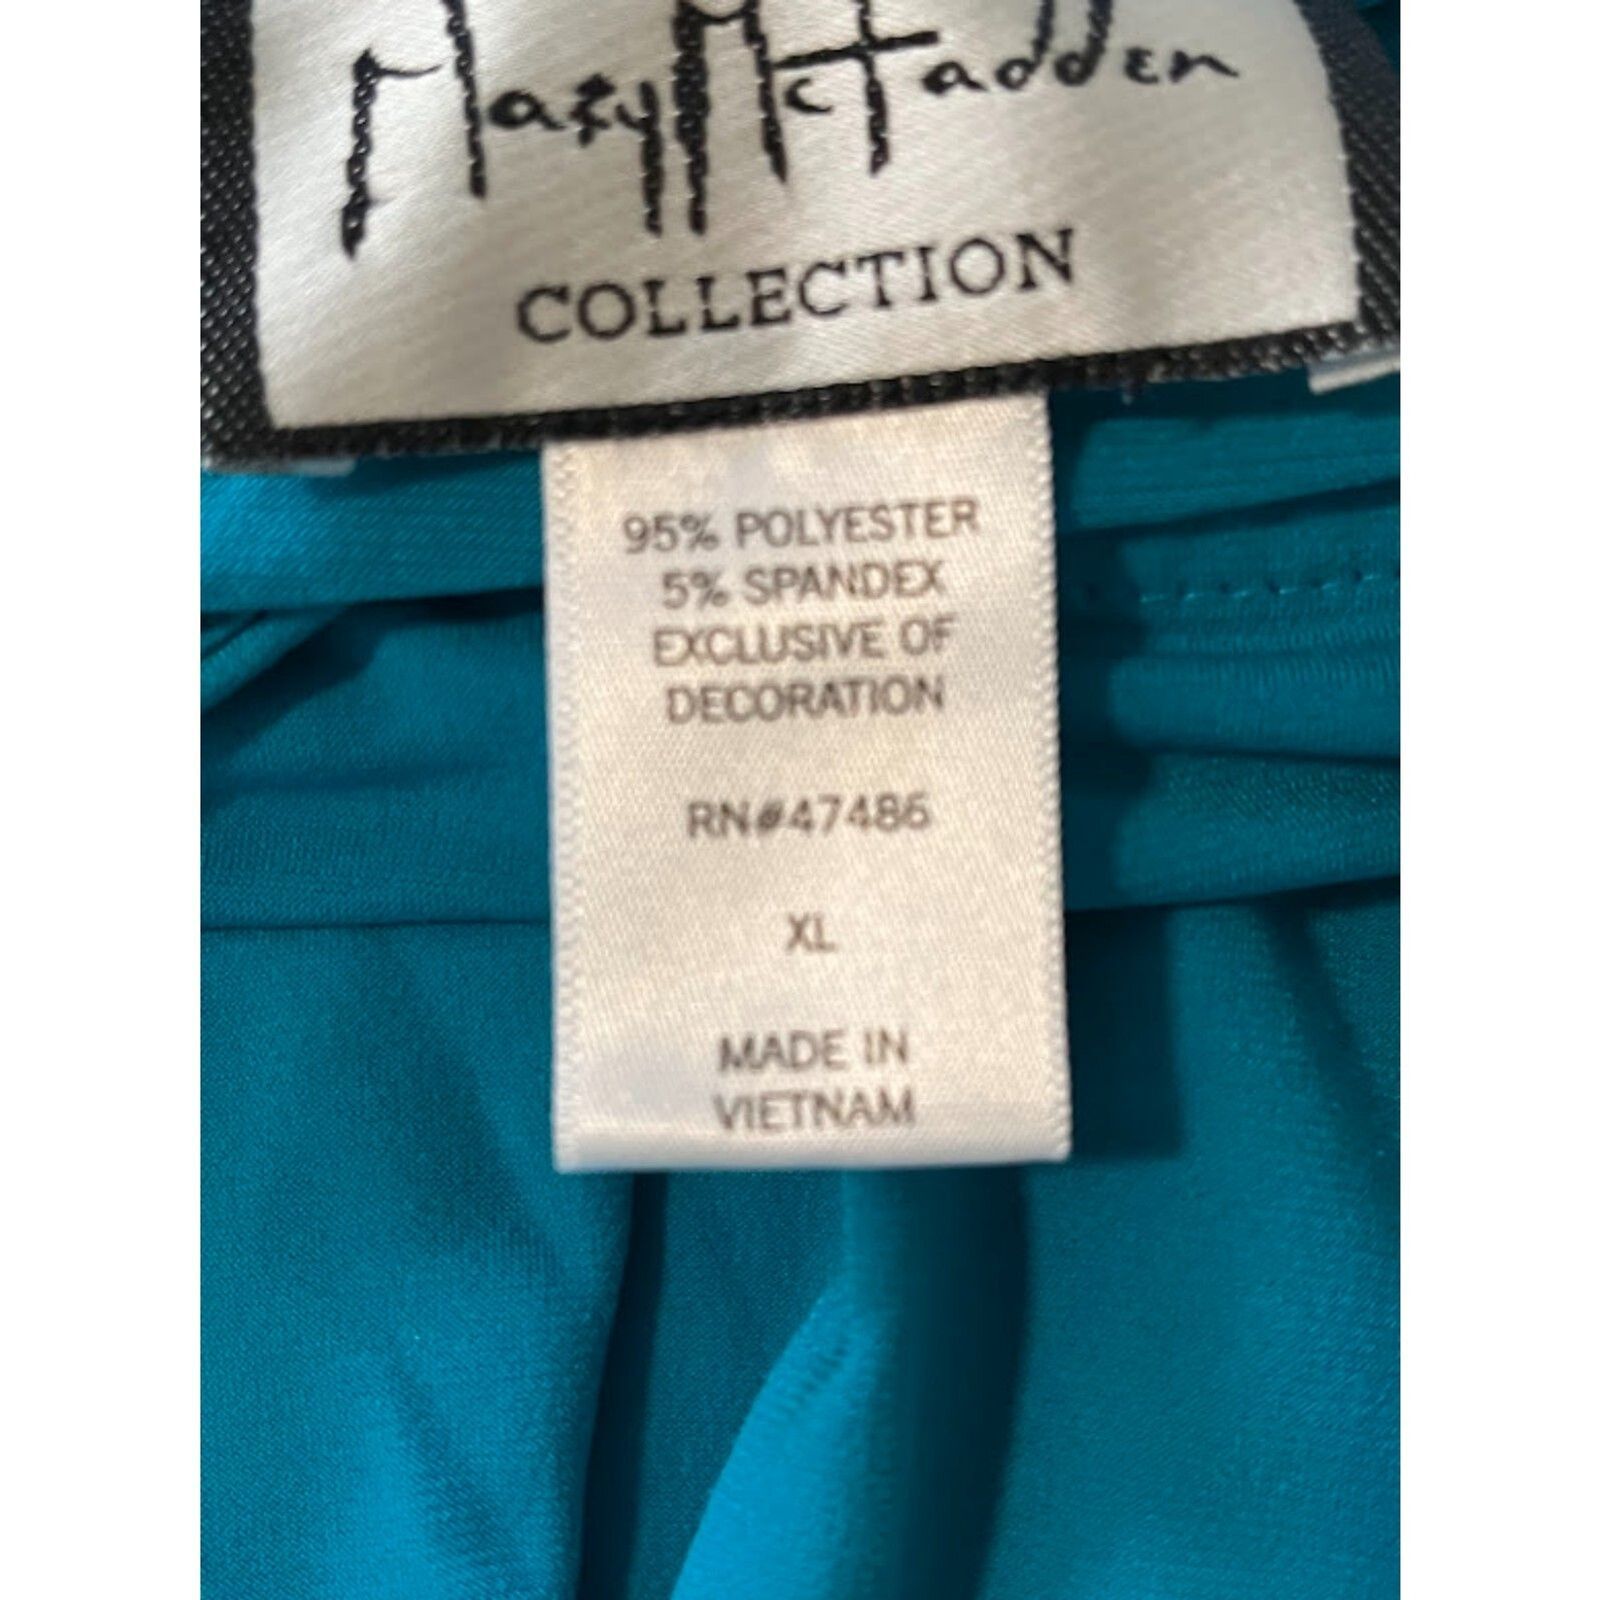 Mary McFadden
COLLECTION
95% POLYESTER
5% SPANDEX
EXCLUSIVE OF
DECORATION
RN#47486
XL
MADE IN
VIETNAM